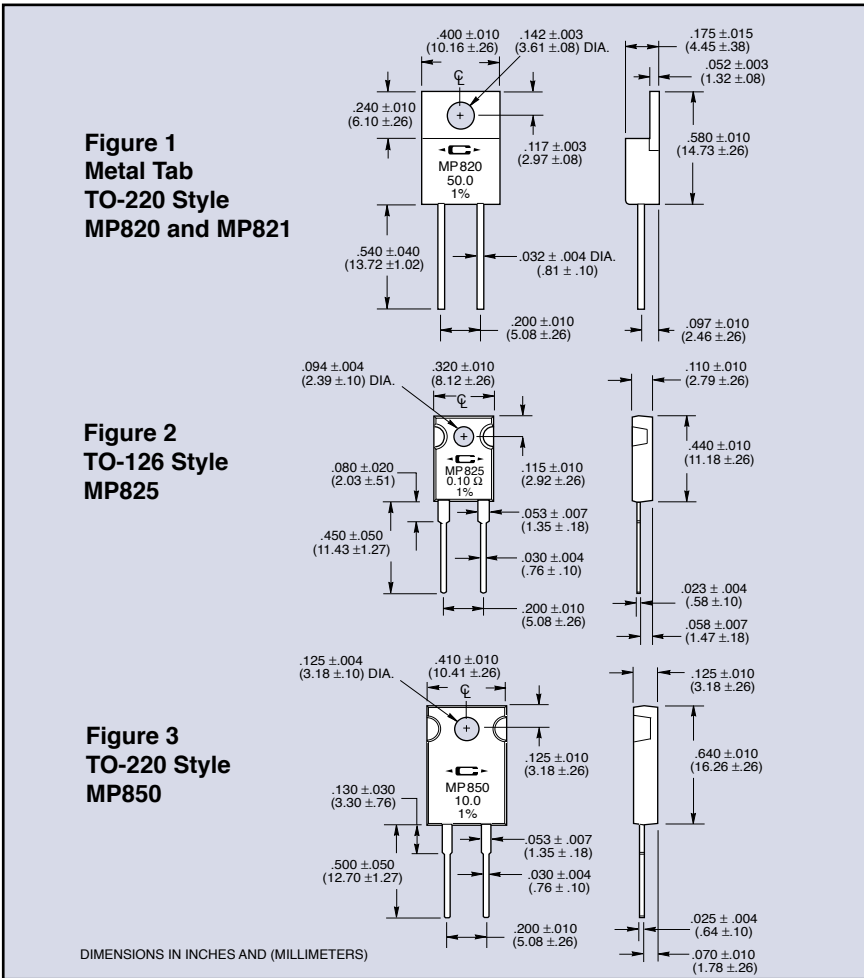 .400 ±.010
(10.16 ±.26)
.142 ±.003
(3.61 ±.08) DIA.
.175 ±.015
(4.45 ±.38)
.052 ±.003
(1.32 ±.08)
℄
.240 ±.010
(6.10 ±.26)
.117 ±.003
(2.97 ±.08)
.580 ±.010
(14.73 ±.26)
Figure 1
Metal Tab
TO-220 Style
MP820 and MP821
MP820
50.0
1%
.540 ±.040
(13.72 ±1.02)
.032 ± .004 DIA.
(.81 ± .10)
.200 ±.010
(5.08 ±.26)
.097 ±.010
(2.46 ±.26)
.094 ±.004
(2.39 ±.10) DIA.
.320 ±.010
(8.12 ±.26)
.110 ±.010
(2.79 ±.26)
℄
Figure 2
TO-126 Style
MP825
.440 ±.010
(11.18 ±.26)
MP825
0.10 Ω
1%
.080 ±.020
(2.03 ±.51)
.115 ±.010
(2.92 ±.26)
.053 ± .007
(1.35 ± .18)
.450 ±.050
(11.43 ±1.27)
.030 ±.004
(.76 ± .10)
.200 ±.010
(5.08 ±.26)
.023 ± .004
(.58 ±.10)
.058 ±.007
(1.47 ±.18)
.125 ±.004
(3.18 ±.10) DIA.
.410 ±.010
(10.41 ±.26)
.125 ±.010
(3.18 ±.26)
℄
Figure 3
TO-220 Style
MP850
.125 ±.010
(3.18 ±.26)
.640 ±.010
(16.26 ±.26)
MP850
10.0
1%
.130 ±.030
(3.30 ±.76)
.053 ± .007
(1.35 ± .18)
.500 ±.050
(12.70 ±1.27)
.030 ±.004
(.76 ± .10)
.200 ±.010
(5.08 ±.26)
.025 ± .004
(.64 ±.10)
.070 ±.010
(1.78 ±.26)
DIMENSIONS IN INCHES AND (MILLIMETERS)